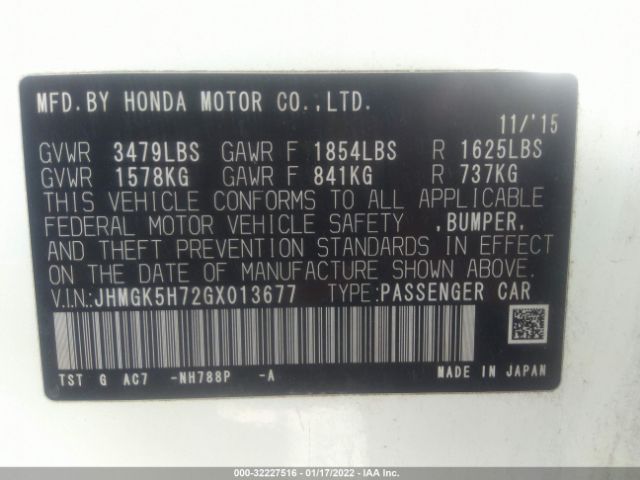 MFD.BY HONDA MOTOR CO.,LTD.
11/'15
GVWR 3479LBS GAWR F 1854LBS R 1625LBS
GVWR 1578KG GAWR F 841KG R 737KG
THIS VEHICLE CONFORMS TO ALL APPLICABLE
FEDERAL MOTOR VEHICLE SAFETY ,BUMPER,
AND THEFT PREVENTION STANDARDS IN EFFECT
ON THE DATE OF MANUFACTURE SHOWN ABOVE.
V.I.N.:JHMGK5H72GX013677 TYPE:PASSENGER CAR
TST G AC7 -NH788P -A MADE IN JAPAN
000-32227516 - 01/17/2022 - IAA Inc.